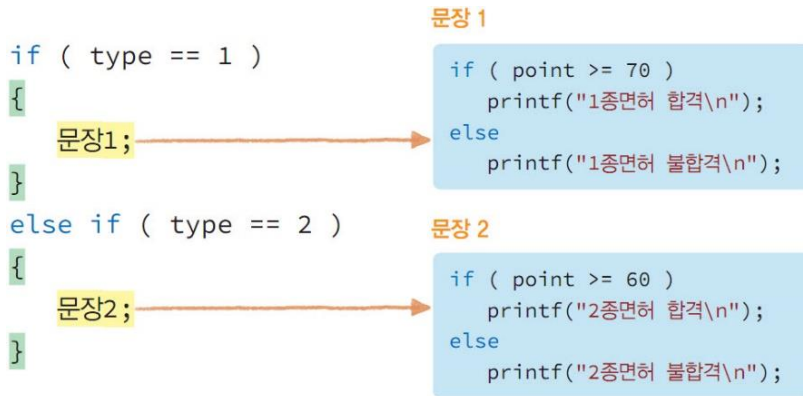 if ( type == 1 )
{
문장1;
}
else if ( type == 2 )
{
문장2;
}
문장 1
if ( point >= 70 )
printf("1종면허 합격\n");
else
printf("1종면허 불합격\n");
문장 2
if ( point >= 60 )
printf("2종면허 합격\n");
else
printf("2종면허 불합격\n");